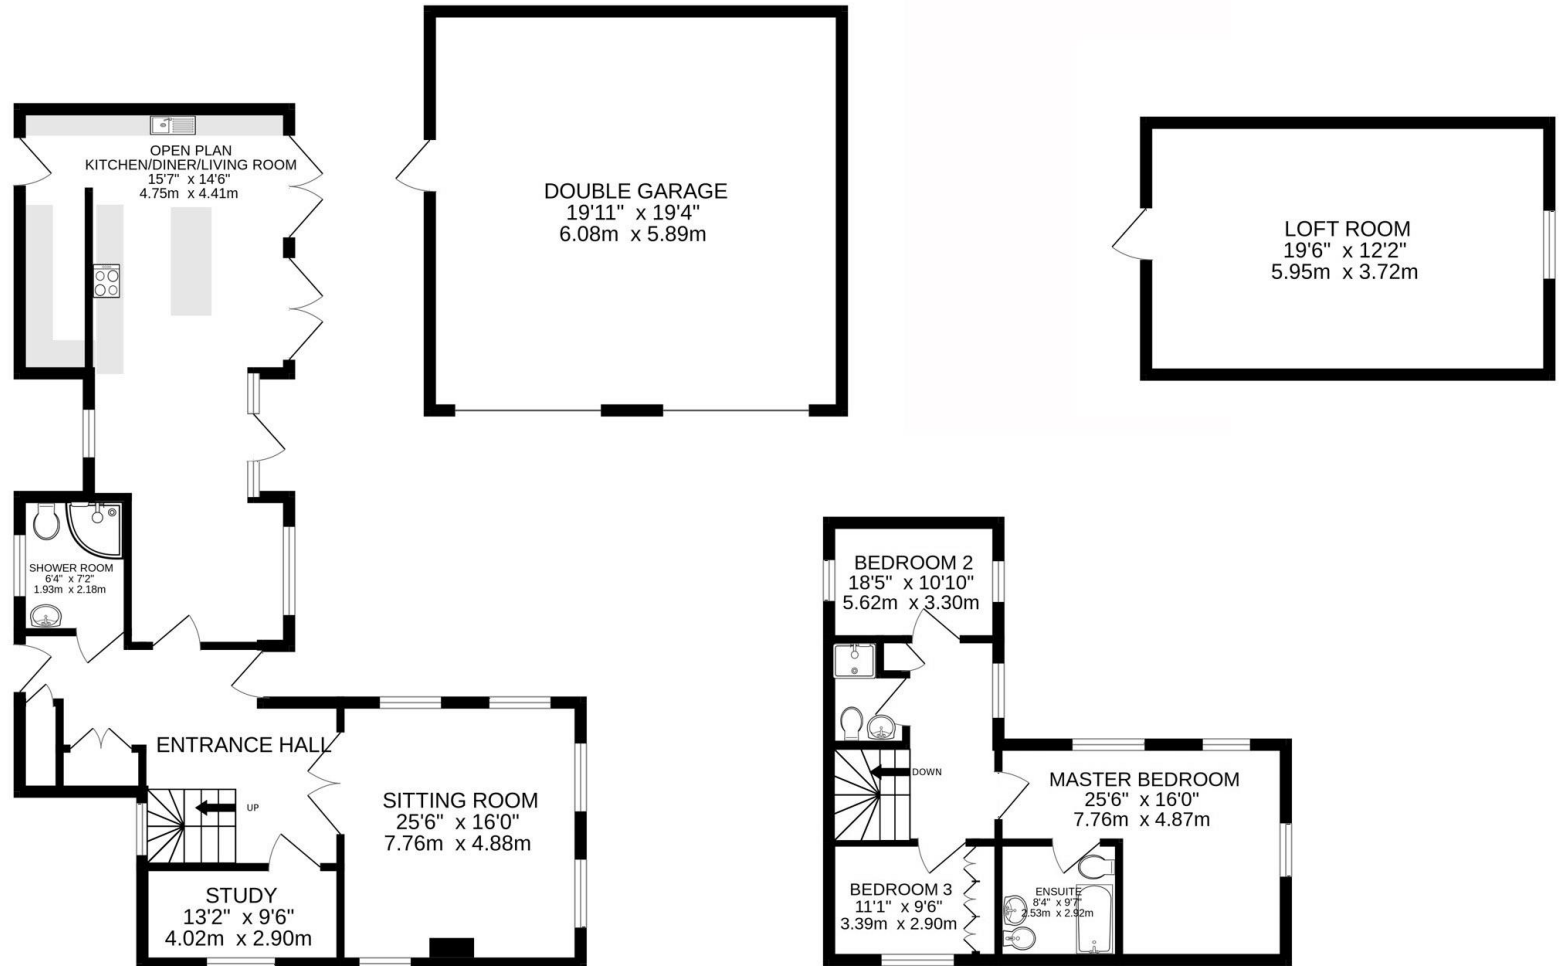 OPEN PLAN
KITCHEN/DINER/LIVING ROOM
15'7" x 14'6"
4.75m x 4.41m
DOUBLE GARAGE
19'11" x 19'4"
6.08m x 5.89m
LOFT ROOM
19'6" x 12'2"
5.95m x 3.72m
SHOWER ROOM
6'4" x 7'2"
1.93m x 2.18m
ENTRANCE HALL
UP
SITTING ROOM
25'6" x 16'0"
7.76m x 4.88m
STUDY
13'2" x 9'6"
4.02m x 2.90m
BEDROOM 2
18'5" x 10'10"
5.62m x 3.30m
DOWN
MASTER BEDROOM
25'6" x 16'0"
7.76m x 4.87m
BEDROOM 3
11'1" x 9'6"
3.39m x 2.90m
ENSUITE
8'4" x 9'7"
2.53m x 2.92m